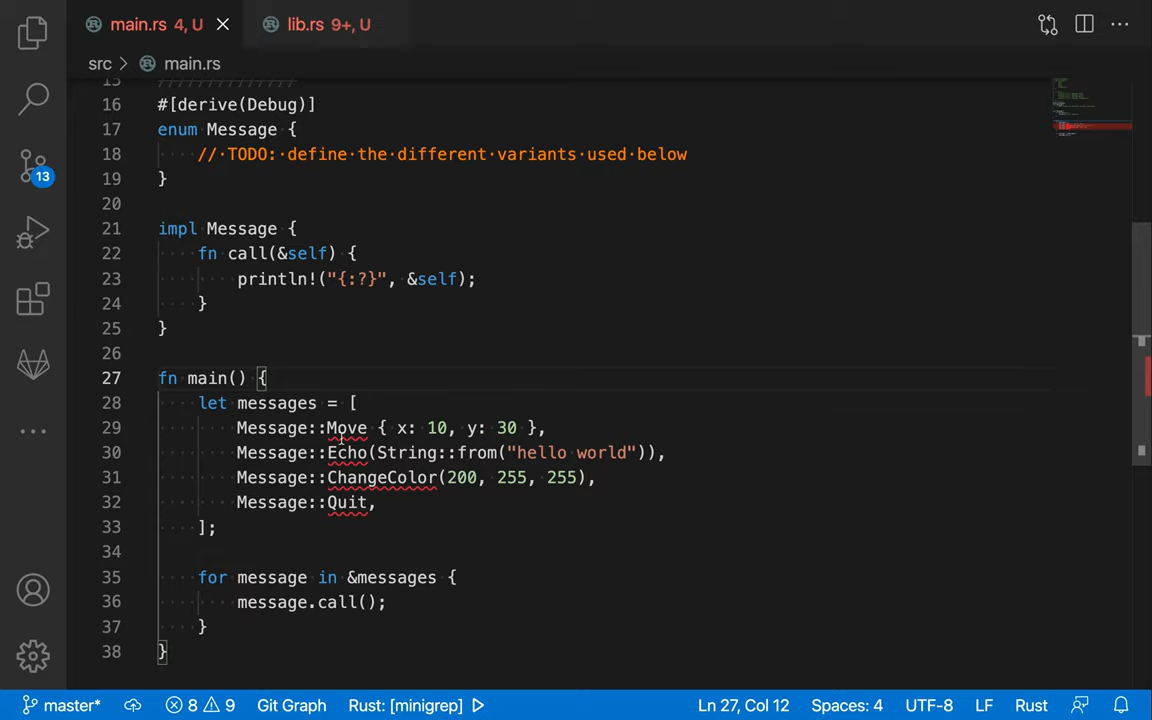 main.rs 4, U
lib.rs 9+, U
src > main.rs
15 /////////////
16 #[derive(Debug)]
17 enum Message {
18 // TODO: define the different variants used below
19 }
20
21 impl Message {
22 fn call(&self) {
23 println!("{:?}", &self);
24 }
25 }
26
27 fn main() {
28 let messages = [
29 Message::Move { x: 10, y: 30 },
30 Message::Echo(String::from("hello world")),
31 Message::ChangeColor(200, 255, 255),
32 Message::Quit,
33 ];
34
35 for message in &messages {
36 message.call();
37 }
38 }
13
master* 8 9 Git Graph Rust: [minigrep] Ln 27, Col 12 Spaces: 4 UTF-8 LF Rust